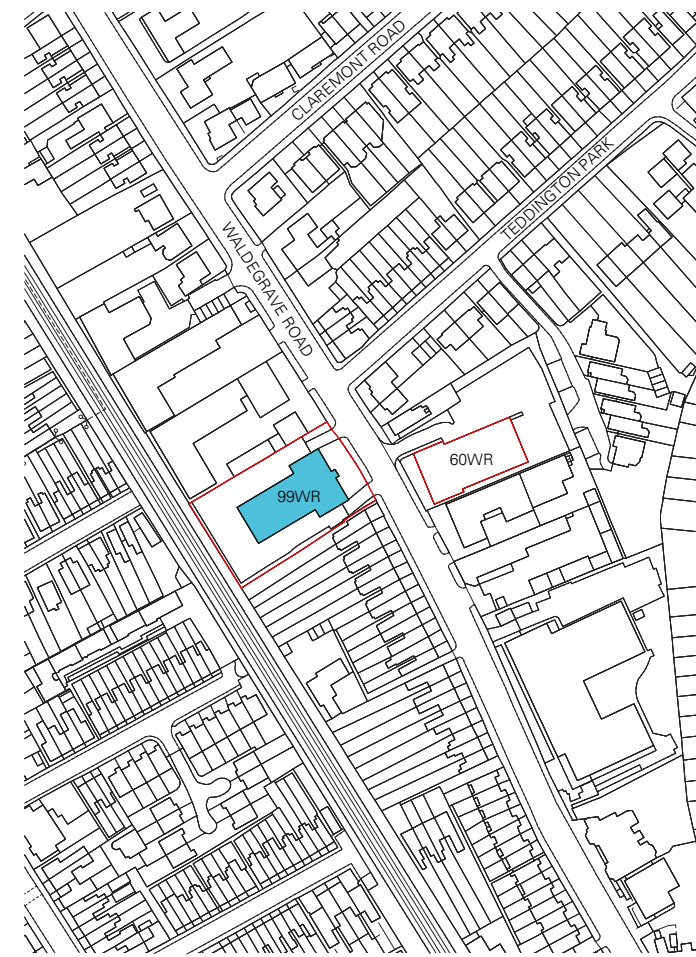 CLAREMONT ROAD
TEDDINGTON PARK
WALDEGRAVE ROAD
60WR
99WR